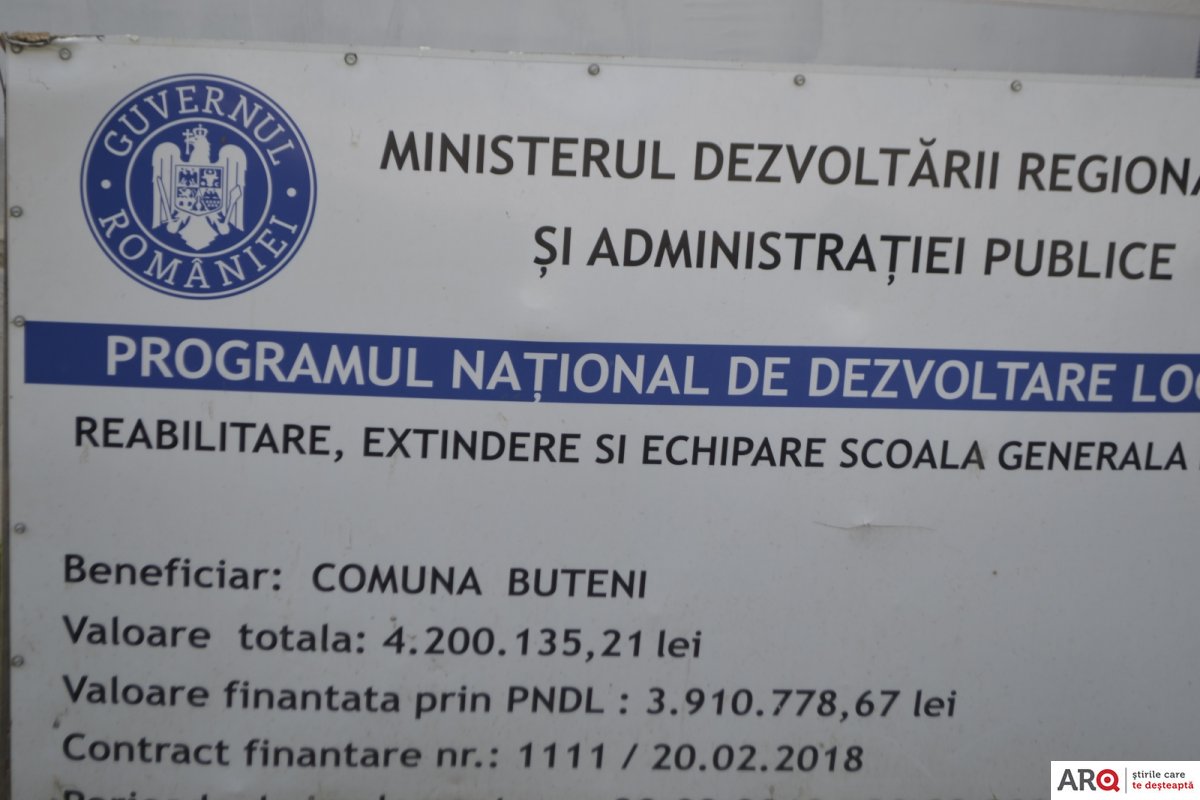 GUVERNUL
ROMÂNIEI
MINISTERUL DEZVOLTĂRII
ȘI ADMINISTRAȚIEI PUBLICE
PROGRAMUL NAȚIONAL DE DEZVOLTARE
REABILITARE, EXTINDERE SI ECHIPARE SCOALA GENERALA
Beneficiar: COMUNA BUTENI
Valoare totala: 4.200.135,21 lei
Valoare finantata prin PNDL : 3.910.778,67 lei
Contract finantare nr.: 1111 / 20.02.2018
ARQ
știrile care
te deșteaptă